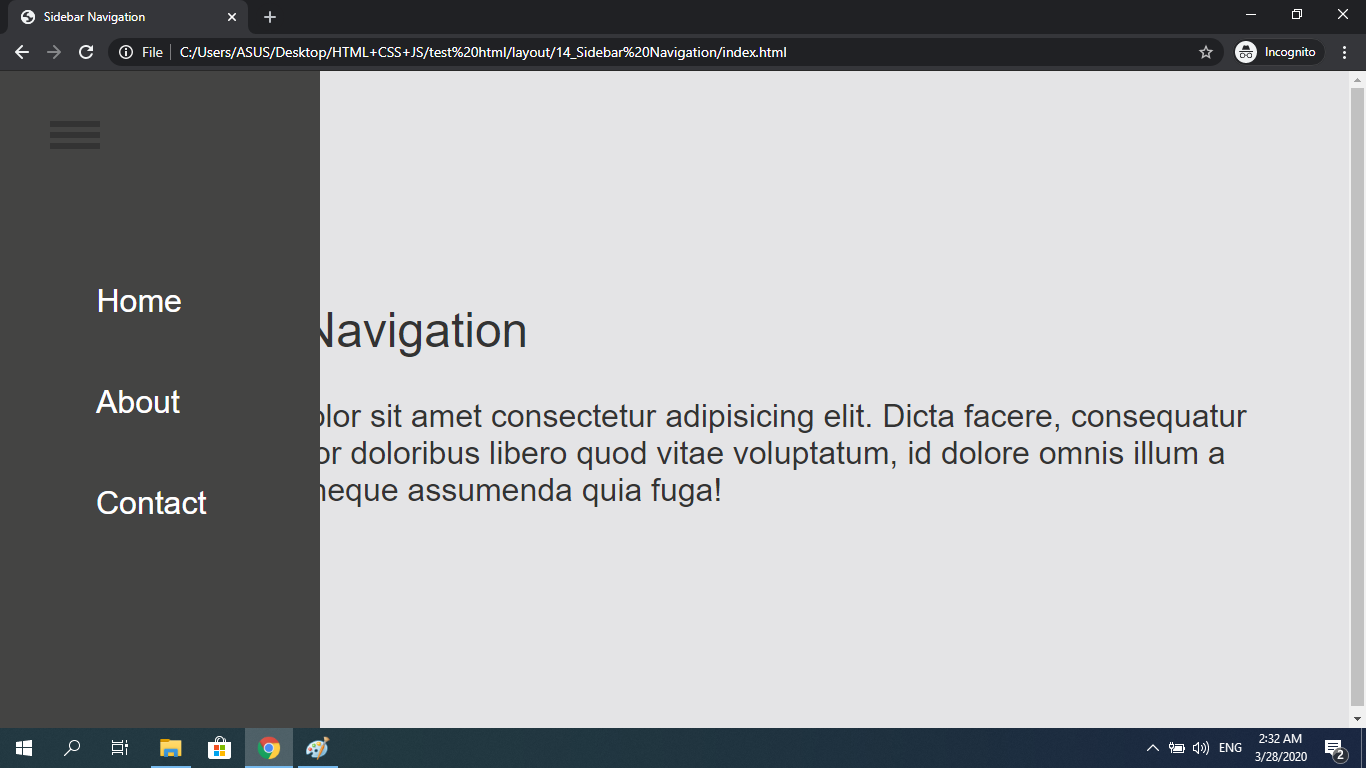 Sidebar Navigation
File
C:/Users/ASUS/Desktop/HTML+CSS+JS/test%20html/layout/14_Sidebar%20Navigation/index.html
Incognito
Home
Navigation
About
olor sit amet consectetur adipisicing elit. Dicta facere, consequatur
or doloribus libero quod vitae voluptatum, id dolore omnis illum a
neque assumenda quia fuga!
Contact
ENG
2:32 AM
3/28/2020
2